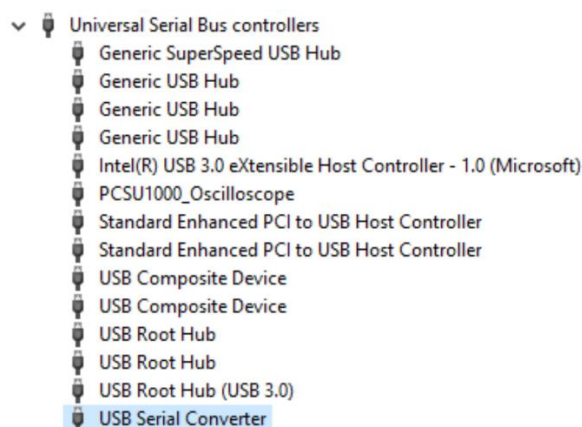 Universal Serial Bus controllers
Generic SuperSpeed USB Hub
Generic USB Hub
Generic USB Hub
Generic USB Hub
Intel(R) USB 3.0 eXtensible Host Controller - 1.0 (Microsoft)
PCSU1000_Oscilloscope
Standard Enhanced PCI to USB Host Controller
Standard Enhanced PCI to USB Host Controller
USB Composite Device
USB Composite Device
USB Root Hub
USB Root Hub
USB Root Hub (USB 3.0)
USB Serial Converter